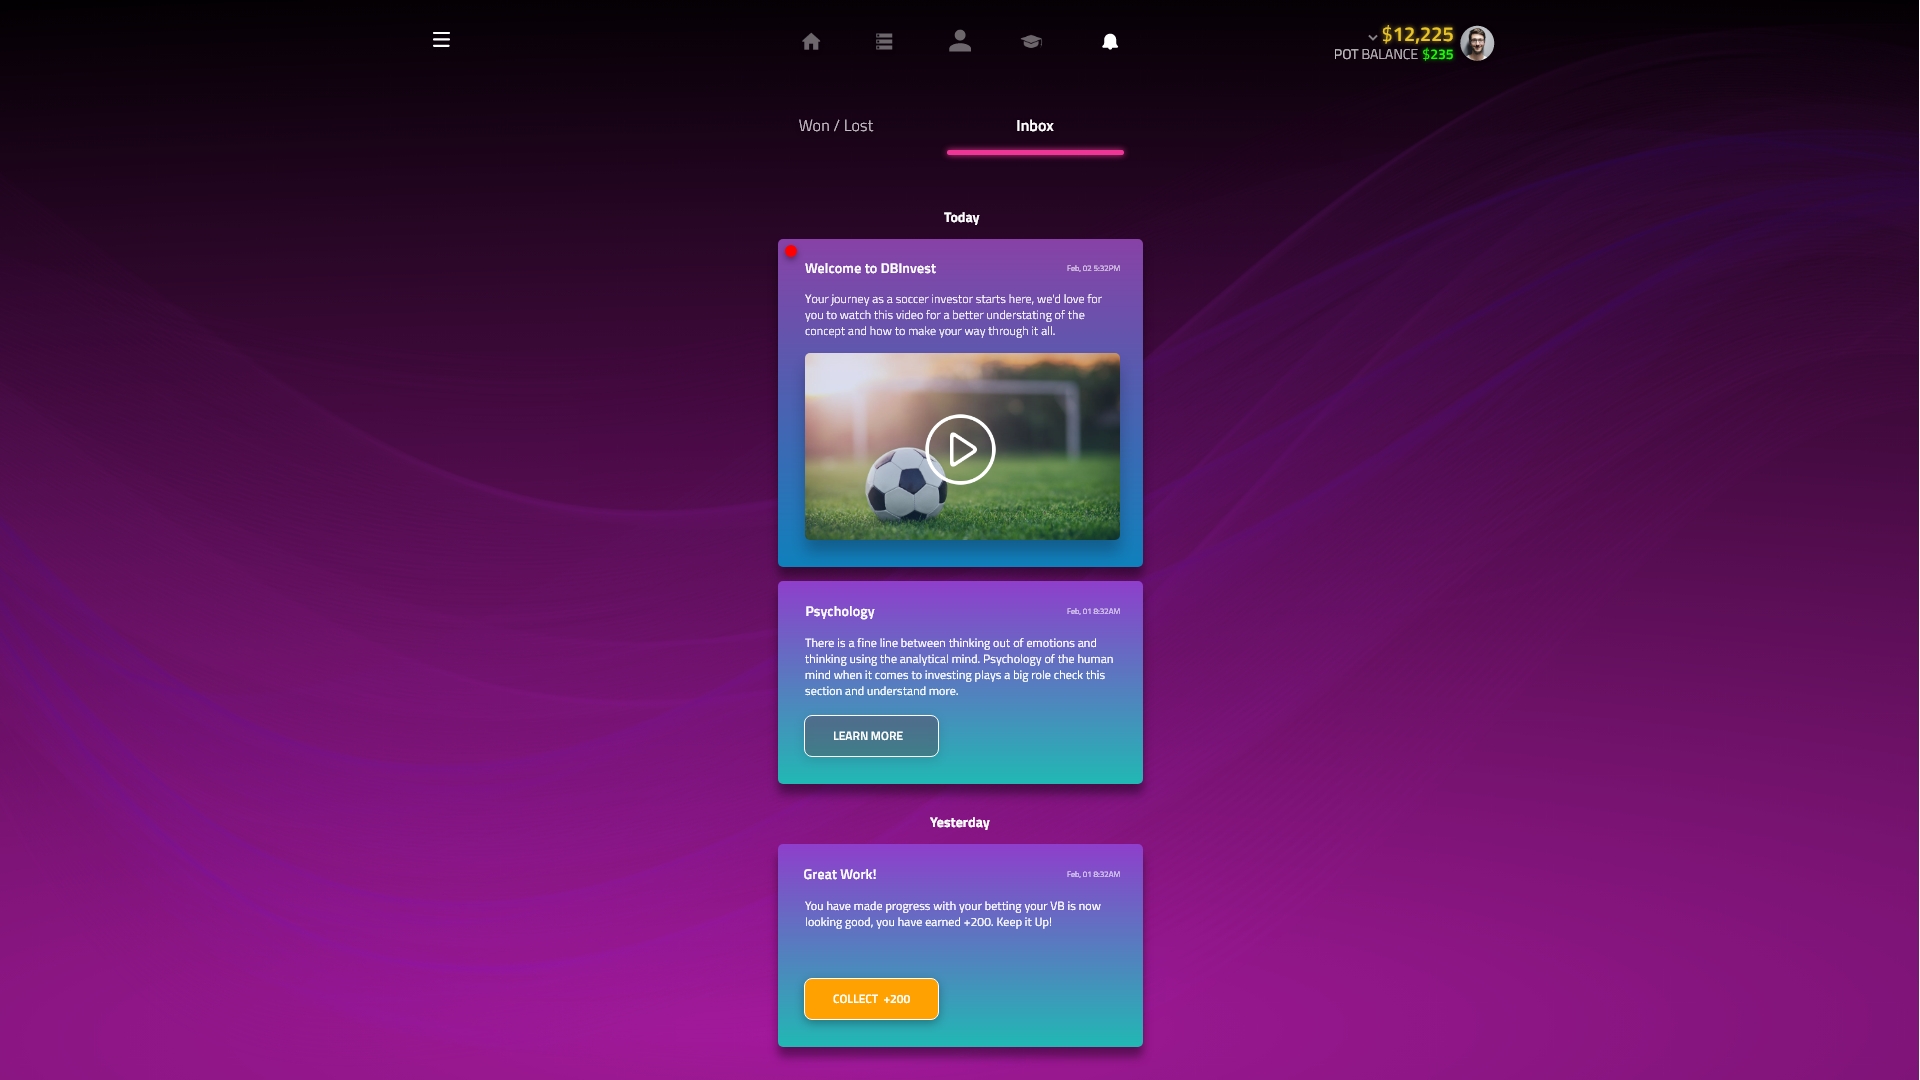 $12,225
POT BALANCE $235
Won / Lost
Inbox
Today
Welcome to DBInvest
Feb, 02 5:32PM
Your journey as a soccer investor starts here, we'd love for
you to watch this video for a better understating of the
concept and how to make your way through it all.
Psychology
Feb, 01 8:32AM
There is a fine line between thinking out of emotions and
thinking using the analytical mind. Psychology of the human
mind when it comes to investing plays a big role check this
section and understand more.
LEARN MORE
Yesterday
Great Work!
Feb, 01 8:32AM
You have made progress with your betting your VB is now
looking good, you have earned +200. Keep it Up!
COLLECT +200